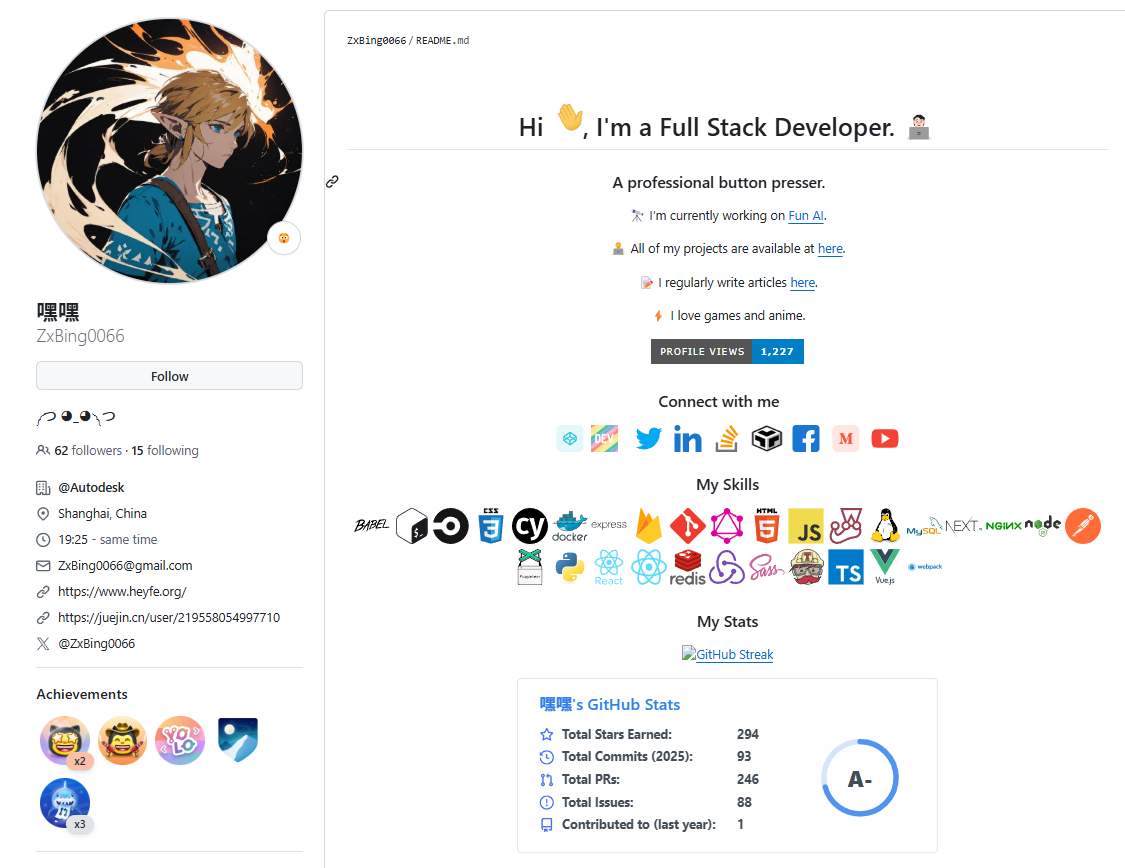 嘿嘿
ZxBing0066
Follow
༼つ ◕_◕༽つ
62 followers · 15 following
@Autodesk
Shanghai, China
19:25 - same time
ZxBing0066@gmail.com
https://www.heyfe.org/
https://juejin.cn/user/219558054997710
@ZxBing0066
Achievements
x2
YOLO
x3
ZxBing0066/README.md
Hi 👋, I'm a Full Stack Developer. 👨🏻‍💻
A professional button presser.
🔭 I'm currently working on Fun AI.
👨‍💻 All of my projects are available at here.
📝 I regularly write articles here.
⚡ I love games and anime.
PROFILE VIEWS 1,227
Connect with me
DEV
in
M
My Skills
BABEL $_ CSS 3 cy docker express HTML 5 JS MySQL NEXT. NGINX node JS
Puppeteer React redis Sass TS Vue.js webpack
My Stats
GitHub Streak
嘿嘿's GitHub Stats
Total Stars Earned: 294
Total Commits (2025): 93
Total PRs: 246
Total Issues: 88
Contributed to (last year): 1
A-